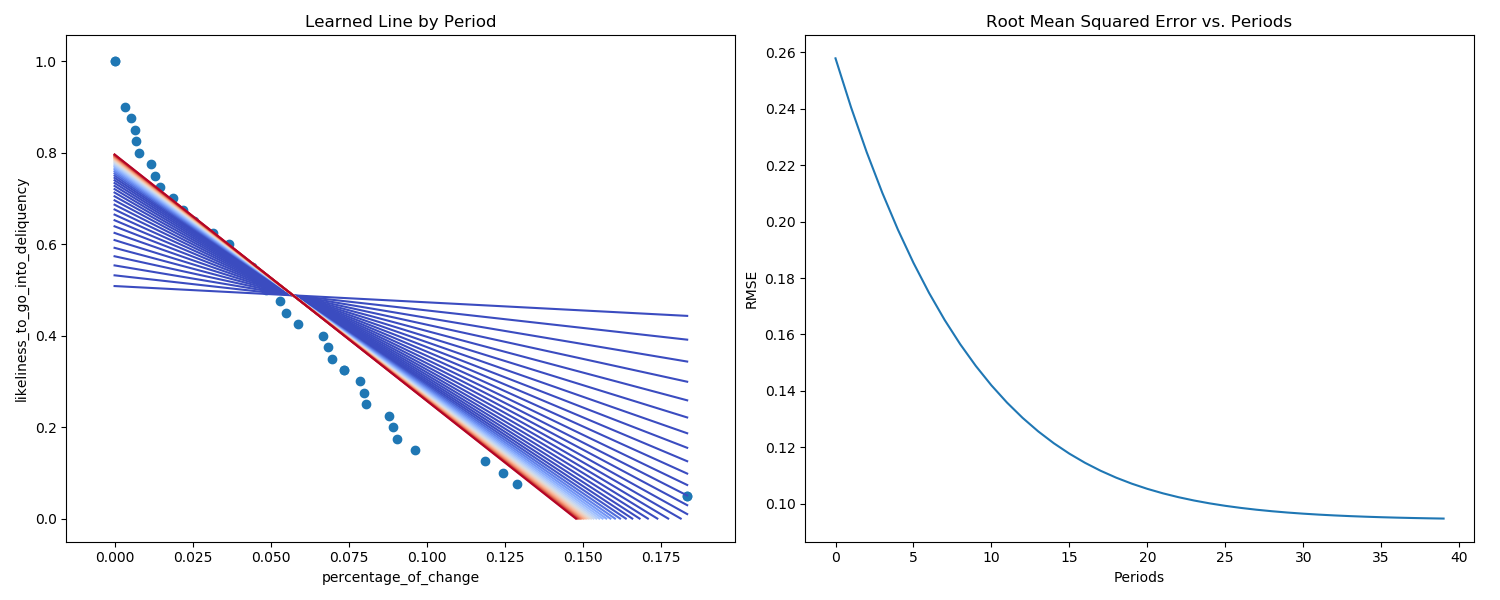 Learned Line by Period
1.0
0.8
0.6
0.4
0.2
0.0
likeliness_to_go_into_deliquency
0.000 0.025 0.050 0.075 0.100 0.125 0.150 0.175
percentage_of_change
Root Mean Squared Error vs. Periods
0.26
0.24
0.22
0.20
0.18
0.16
0.14
0.12
0.10
RMSE
0 5 10 15 20 25 30 35 40
Periods